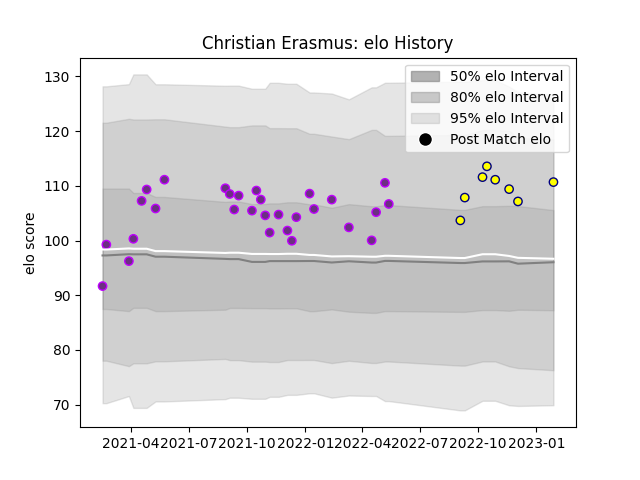 Christian Erasmus: elo History
130
120
110
100
90
80
70
elo score
50% elo Interval
80% elo Interval
95% elo Interval
Post Match elo
2021-04 2021-07 2021-10 2022-01 2022-04 2022-07 2022-10 2023-01